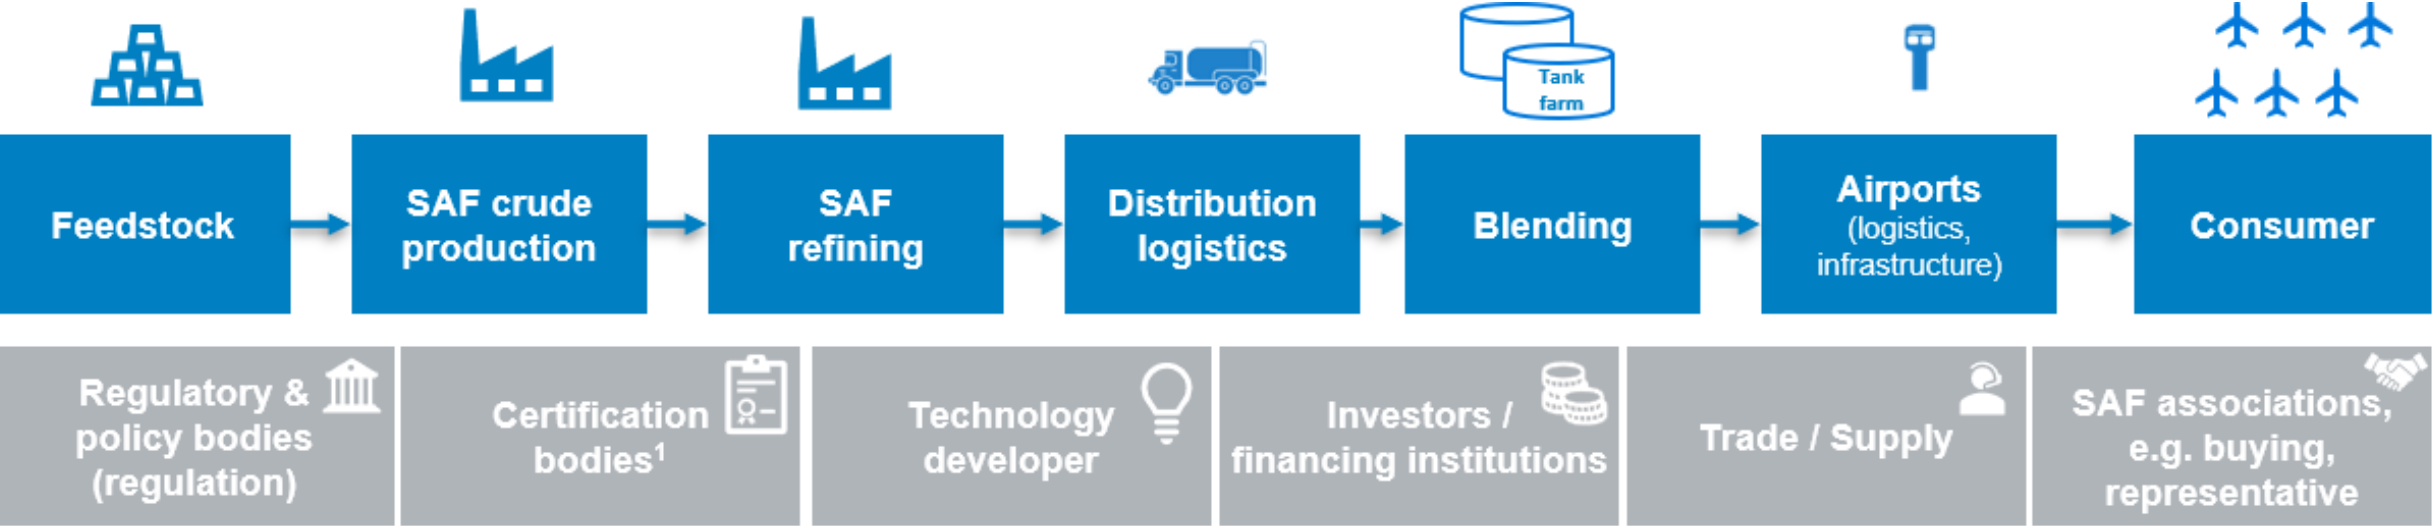 Tank
farm
Feedstock
SAF crude
production
SAF
refining
Distribution
logistics
Blending
Airports
(logistics,
infrastructure)
Consumer
Regulatory &
policy bodies
(regulation)
Certification
bodies¹
Technology
developer
Investors /
financing institutions
Trade / Supply
SAF associations,
e.g. buying,
representative